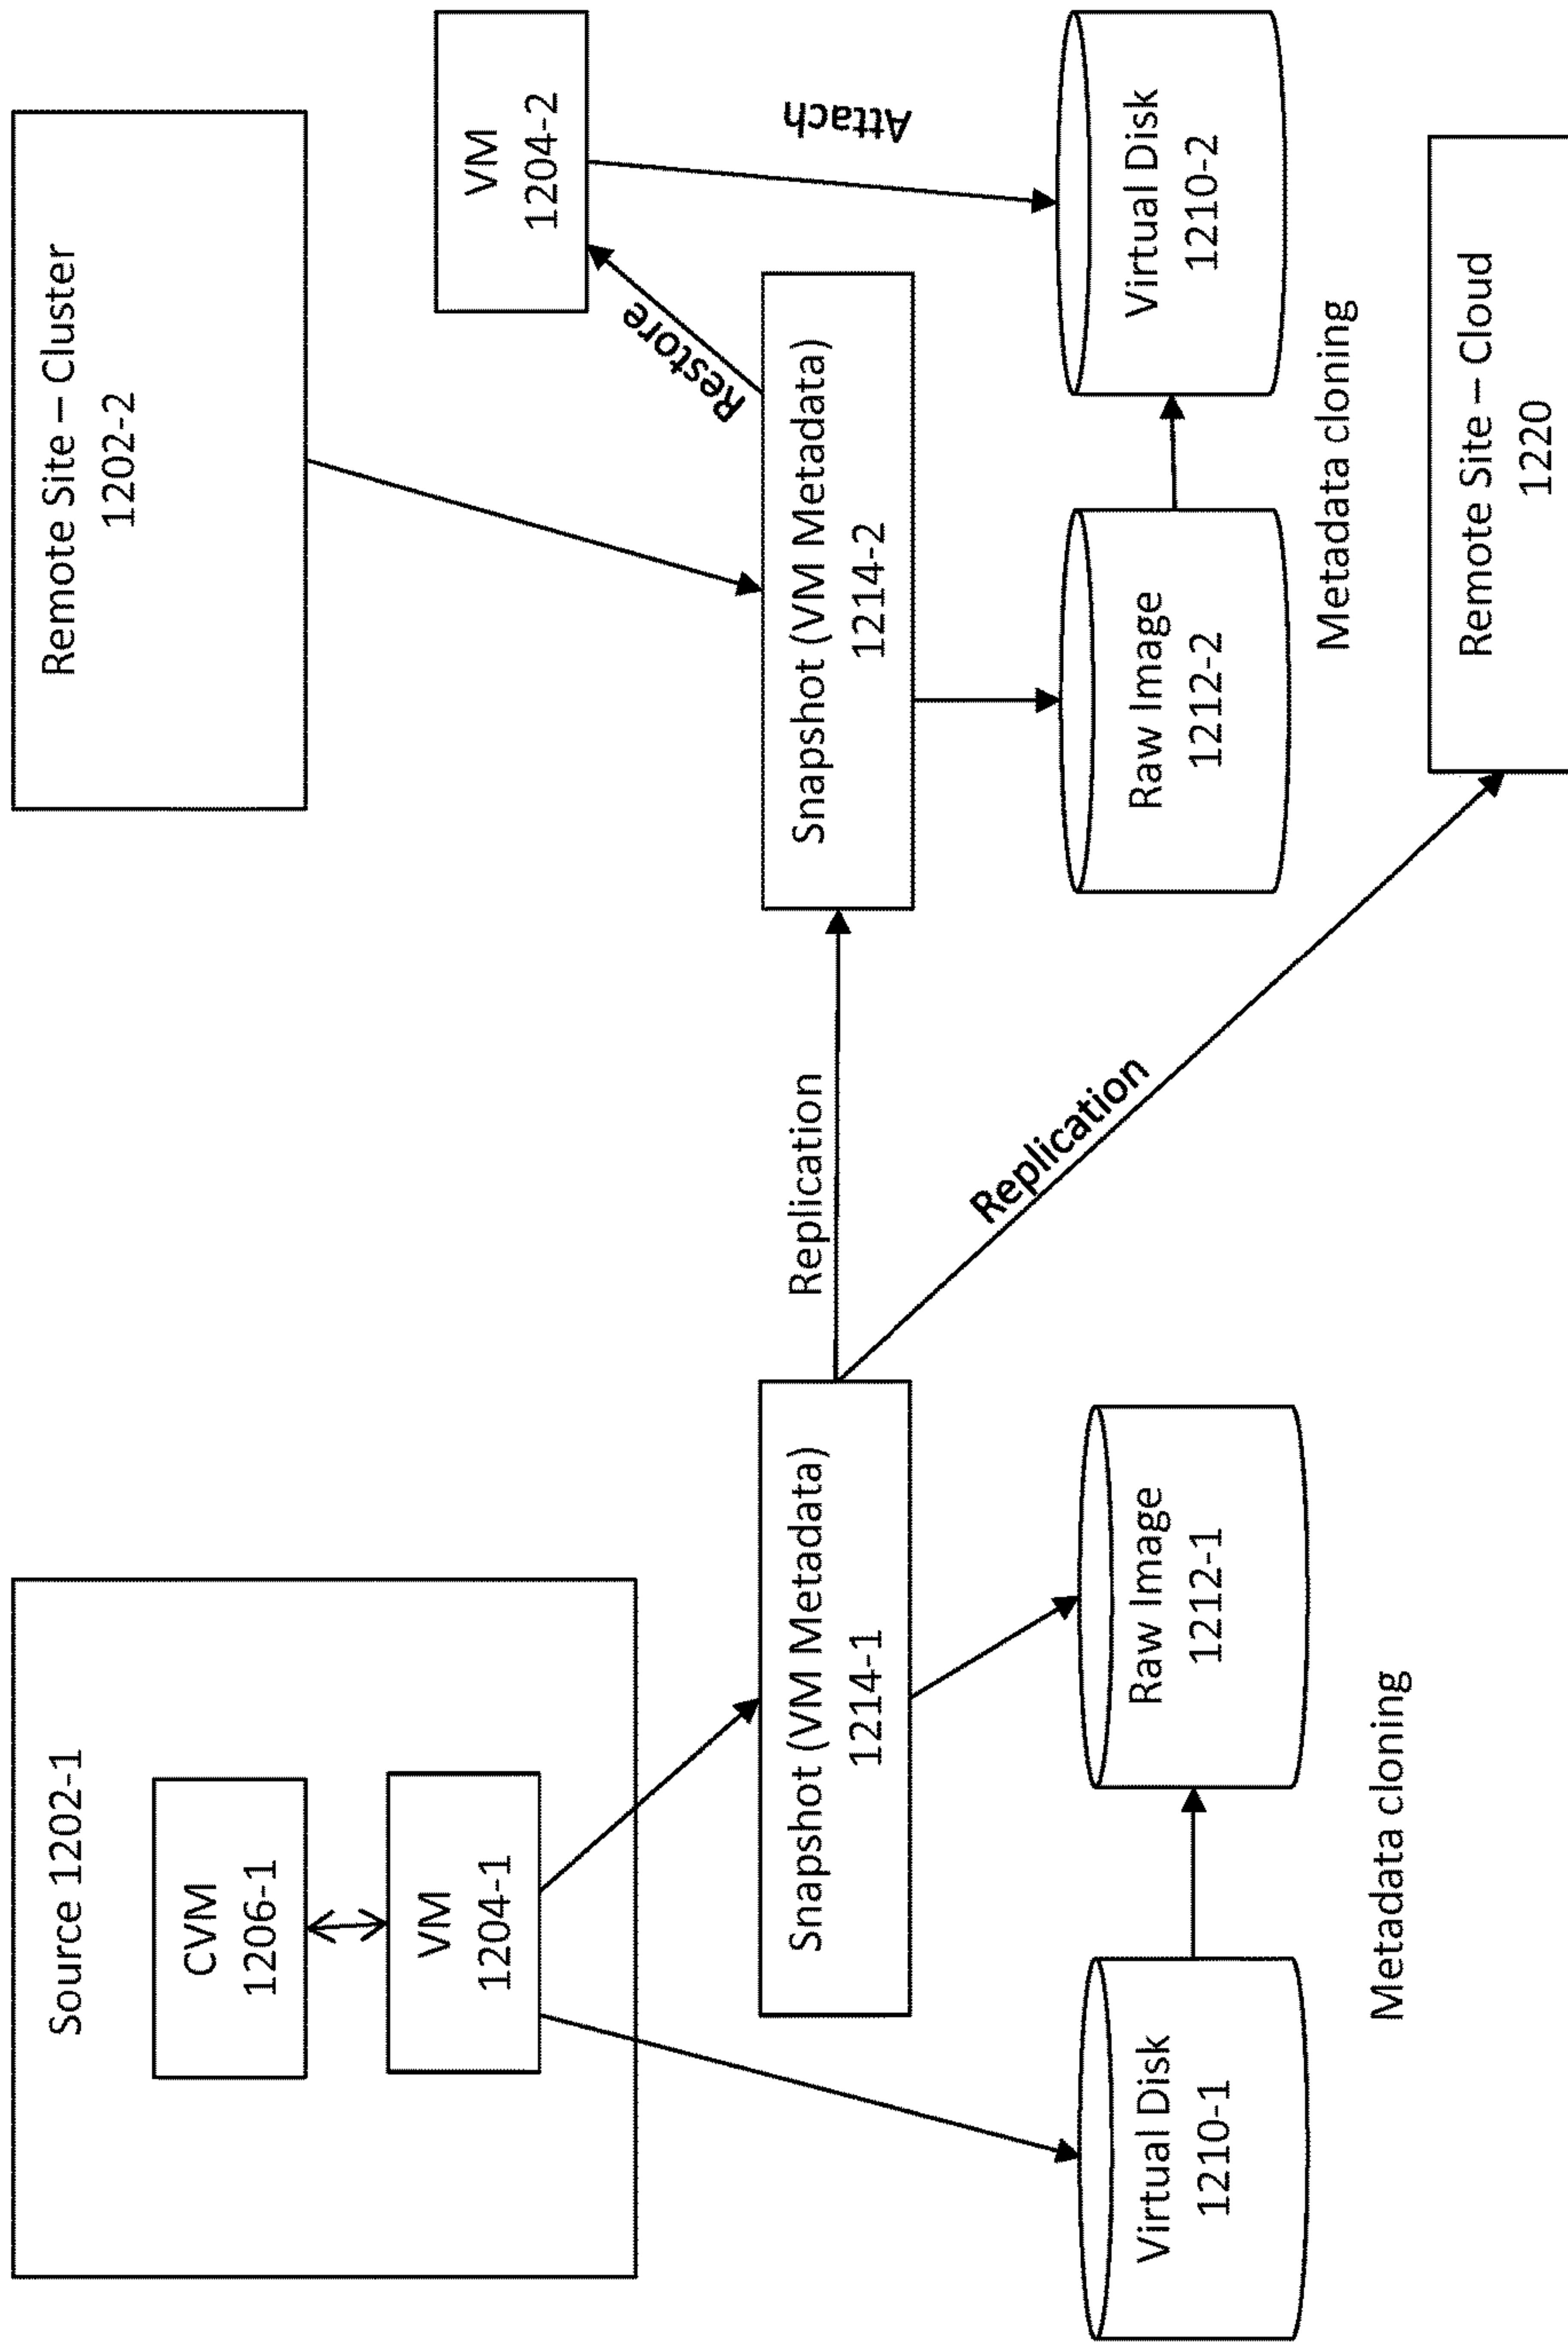 Source 1202-1
CVM
1206-1
VM
1204-1
Snapshot (VM Metadata)
1214-1
Virtual Disk
1210-1
Raw Image
1212-1
Metadata cloning
Replication
Replication
Remote Site – Cluster
1202-2
VM
1204-2
Restore
Attach
Snapshot (VM Metadata)
1214-2
Raw Image
1212-2
Virtual Disk
1210-2
Metadata cloning
Remote Site – Cloud
1220